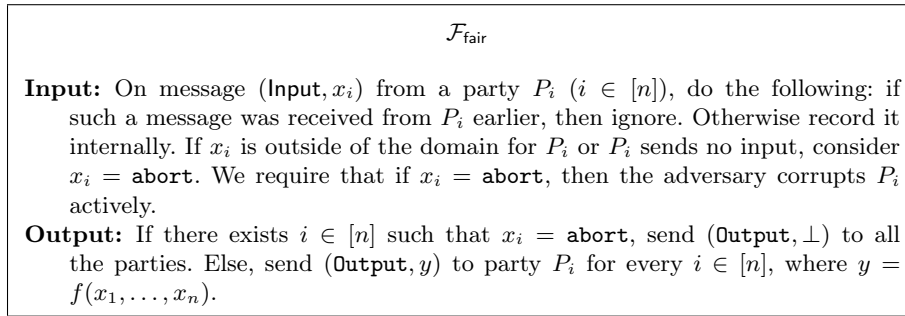 𝓕fair
Input: On message (Input, xᵢ) from a party Pᵢ (i ∈ [n]), do the following: if
such a message was received from Pᵢ earlier, then ignore. Otherwise record it
internally. If xᵢ is outside of the domain for Pᵢ or Pᵢ sends no input, consider
xᵢ = abort. We require that if xᵢ = abort, then the adversary corrupts Pᵢ
actively.
Output: If there exists i ∈ [n] such that xᵢ = abort, send (Output, ⊥) to all
the parties. Else, send (Output, y) to party Pᵢ for every i ∈ [n], where y =
f(x₁, . . . , xₙ).